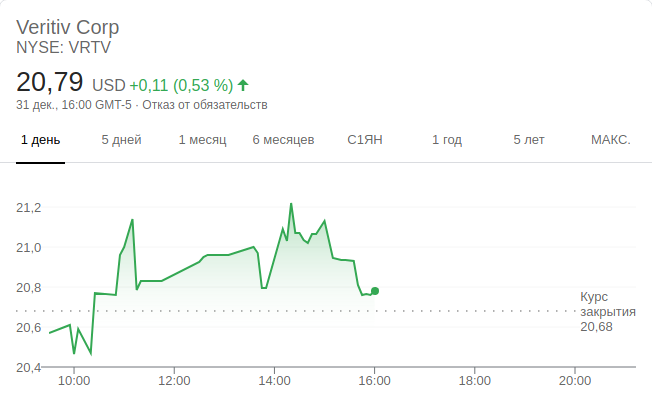 Veritiv Corp
NYSE: VRTV
20,79 USD +0,11 (0,53 %)
31 дек., 16:00 GMT-5 · Отказ от обязательств
1 день 5 дней 1 месяц 6 месяцев С1ЯН 1 год 5 лет МАКС.
21,2
21,0
20,8
Курс
закрытия
20,68
20,6
20,4
10:00 12:00 14:00 16:00 18:00 20:00